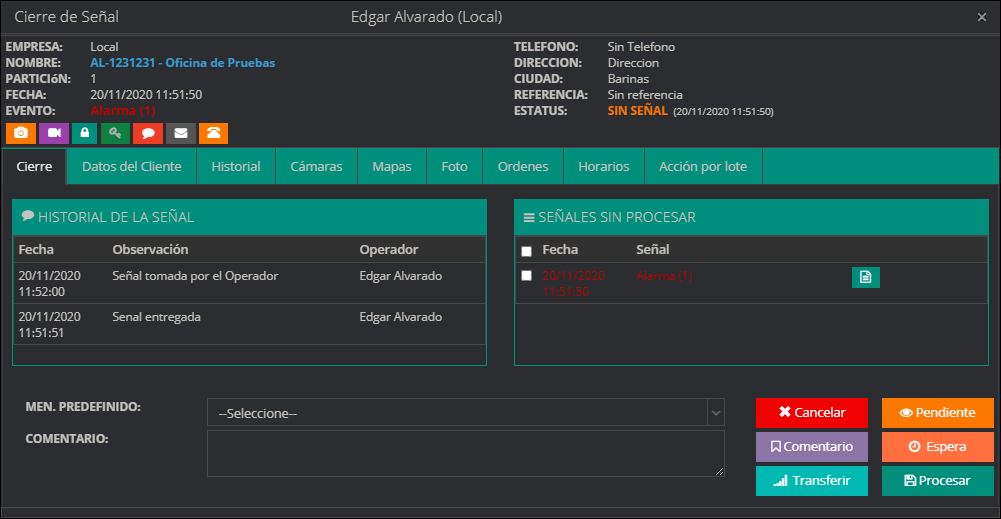 Cierre de Señal
Edgar Alvarado (Local)
×
EMPRESA: Local
NOMBRE: AL-1231231 - Oficina de Pruebas
PARTICIóN: 1
FECHA: 20/11/2020 11:51:50
EVENTO: Alarma (1)
TELEFONO: Sin Telefono
DIRECCION: Direccion
CIUDAD: Barinas
REFERENCIA: Sin referencia
ESTATUS: SIN SEÑAL (20/11/2020 11:51:50)
Cierre Datos del Cliente Historial Cámaras Mapas Foto Ordenes Horarios Acción por lote
HISTORIAL DE LA SEÑAL
Fecha Observación Operador
20/11/2020 Señal tomada por el Operador Edgar Alvarado
11:52:00
20/11/2020 Senal entregada Edgar Alvarado
11:51:51
SEÑALES SIN PROCESAR
Fecha Señal
20/11/2020 Alarma (1)
11:51:50
MEN. PREDEFINIDO: --Seleccione--
COMENTARIO:
Cancelar Pendiente
Comentario Espera
Transferir Procesar